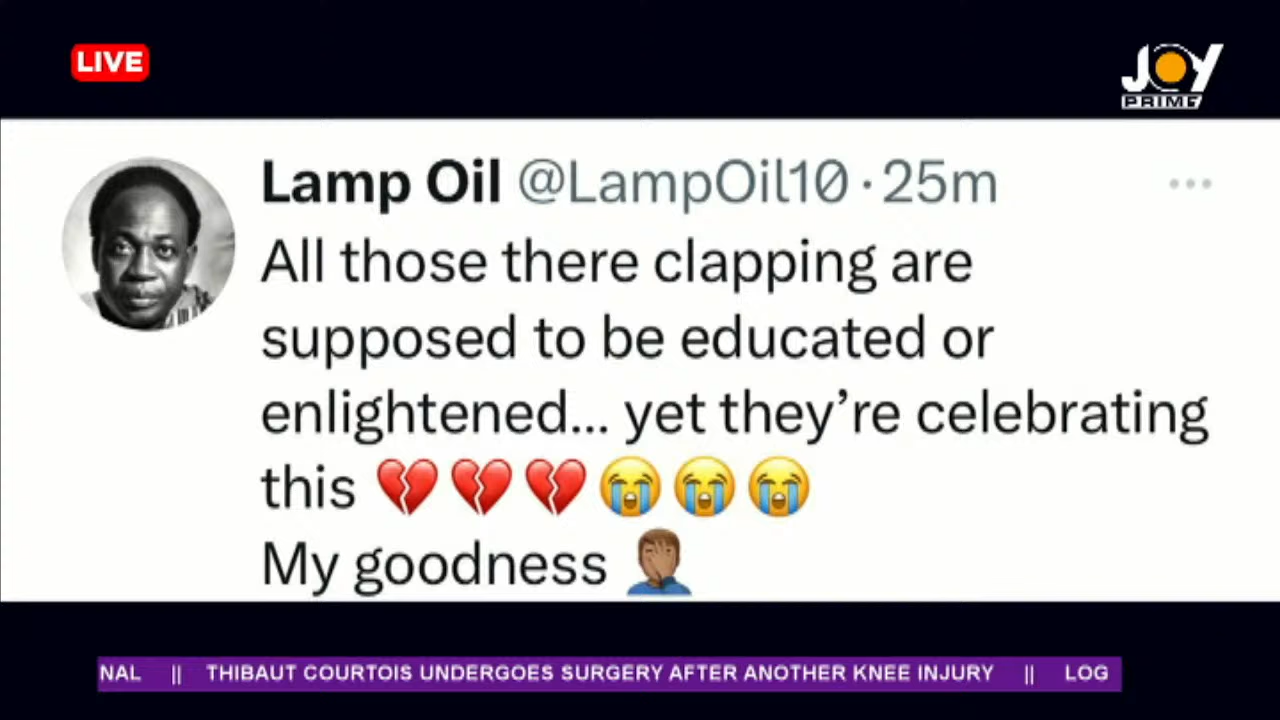 LIVE
JOY
PRIME
Lamp Oil @LampOil10 · 25m
All those there clapping are
supposed to be educated or
enlightened... yet they’re celebrating
this 💔💔💔😭😭😭
My goodness 🤦🏽‍♂️
NAL || THIBAUT COURTOIS UNDERGOES SURGERY AFTER ANOTHER KNEE INJURY || LOG